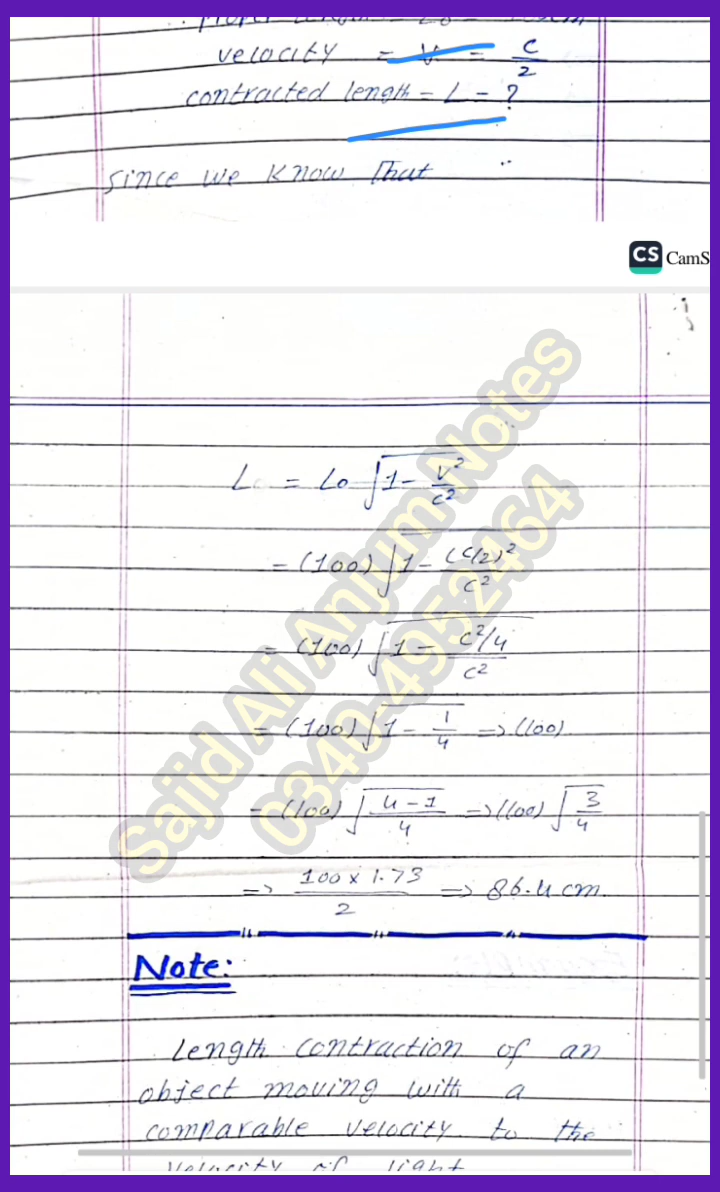 velocity = v = c/2
contracted length = L = ?
Since we know That
CS CamS
L = Lo √1 - v²/c²
= (100) √1 - (c/2)²/c²
= (100) √1 - c²/4/c²
= (100) √1 - 1/4 => (100)
= (100) √4-1/4 => (100) √3/4
=> 100 x 1.73/2 => 86.4 cm.
Sajid Ali Anjum Notes
0340-4952464
Note:
Length contraction of an
object moving with a
comparable velocity to the
velocity of light